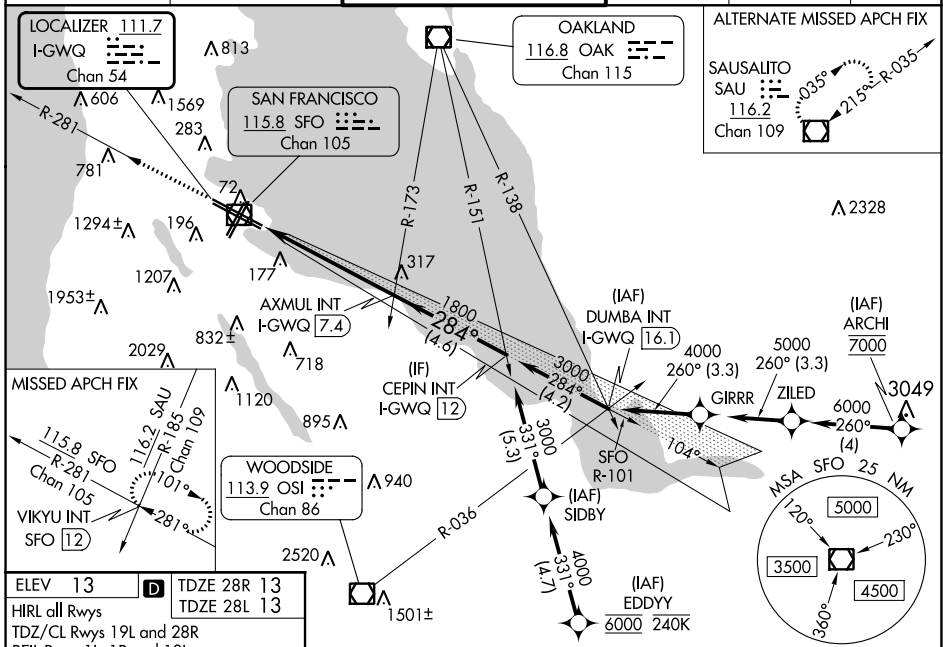 LOCALIZER 111.7
I-GWQ
Chan 54
813
606
1569
283
R-281
781
SAN FRANCISCO
115.8 SFO
Chan 105
OAKLAND
116.8 OAK
Chan 115
ALTERNATE MISSED APCH FIX
SAUSALITO
SAU
116.2
Chan 109
035°
215°
R-035
72
1294±
196
177
1207
1953±
832±
2029
718
1120
895
R-173
R-151
R-138
317
2328
AXMUL INT
I-GWQ 7.4
1800
284°
(4.6)
(IF)
CEPIN INT
I-GWQ 12
3000
284°
(4.2)
(IAF)
DUMBA INT
I-GWQ 16.1
4000
260° (3.3)
GIRRR
5000
260° (3.3)
ZILED
(IAF)
ARCHI
7000
3049
6000
260°
(4)
104°
SFO
R-101
3000
331°
(5.3)
(IAF)
SIDBY
4000
331°
(4.7)
(IAF)
EDDYY
6000 240K
MISSED APCH FIX
116.2 SAU
R-185
Chan 109
115.8 SFO
R-281
Chan 105
101°
281°
VIKYU INT
SFO 12
WOODSIDE
113.9 OSI
Chan 86
940
R-036
2520
1501±
MSA SFO 25 NM
120°
5000
230°
3500
4500
360°
ELEV 13
D
TDZE 28R 13
TDZE 28L 13
HIRL all Rwys
TDZ/CL Rwys 19L and 28R